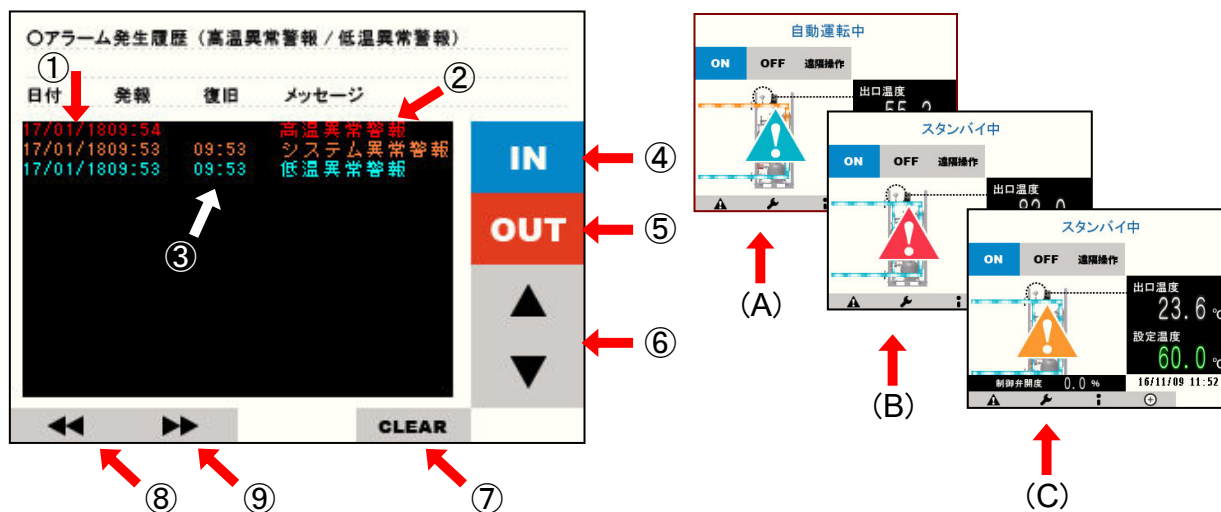 〇アラーム発生履歴（高温異常警報/低温異常警報）
①
②
日付 発報 復旧 メッセージ
17/01/18 09:54 高温異常警報
17/01/18 09:53 09:53 システム異常警報
17/01/18 09:53 09:53 低温異常警報
③
IN
④
OUT
⑤
⑥
CLEAR
⑧
⑨
⑦
自動運転中
ON OFF 遠隔操作
出口温度
(A)
スタンバイ中
ON OFF 遠隔操作
出口温度
(B)
スタンバイ中
ON OFF 遠隔操作
出口温度
23.6 ℃
設定温度
60.0 ℃
制御弁開度 0.0 %
16/11/09 11:52
(C)